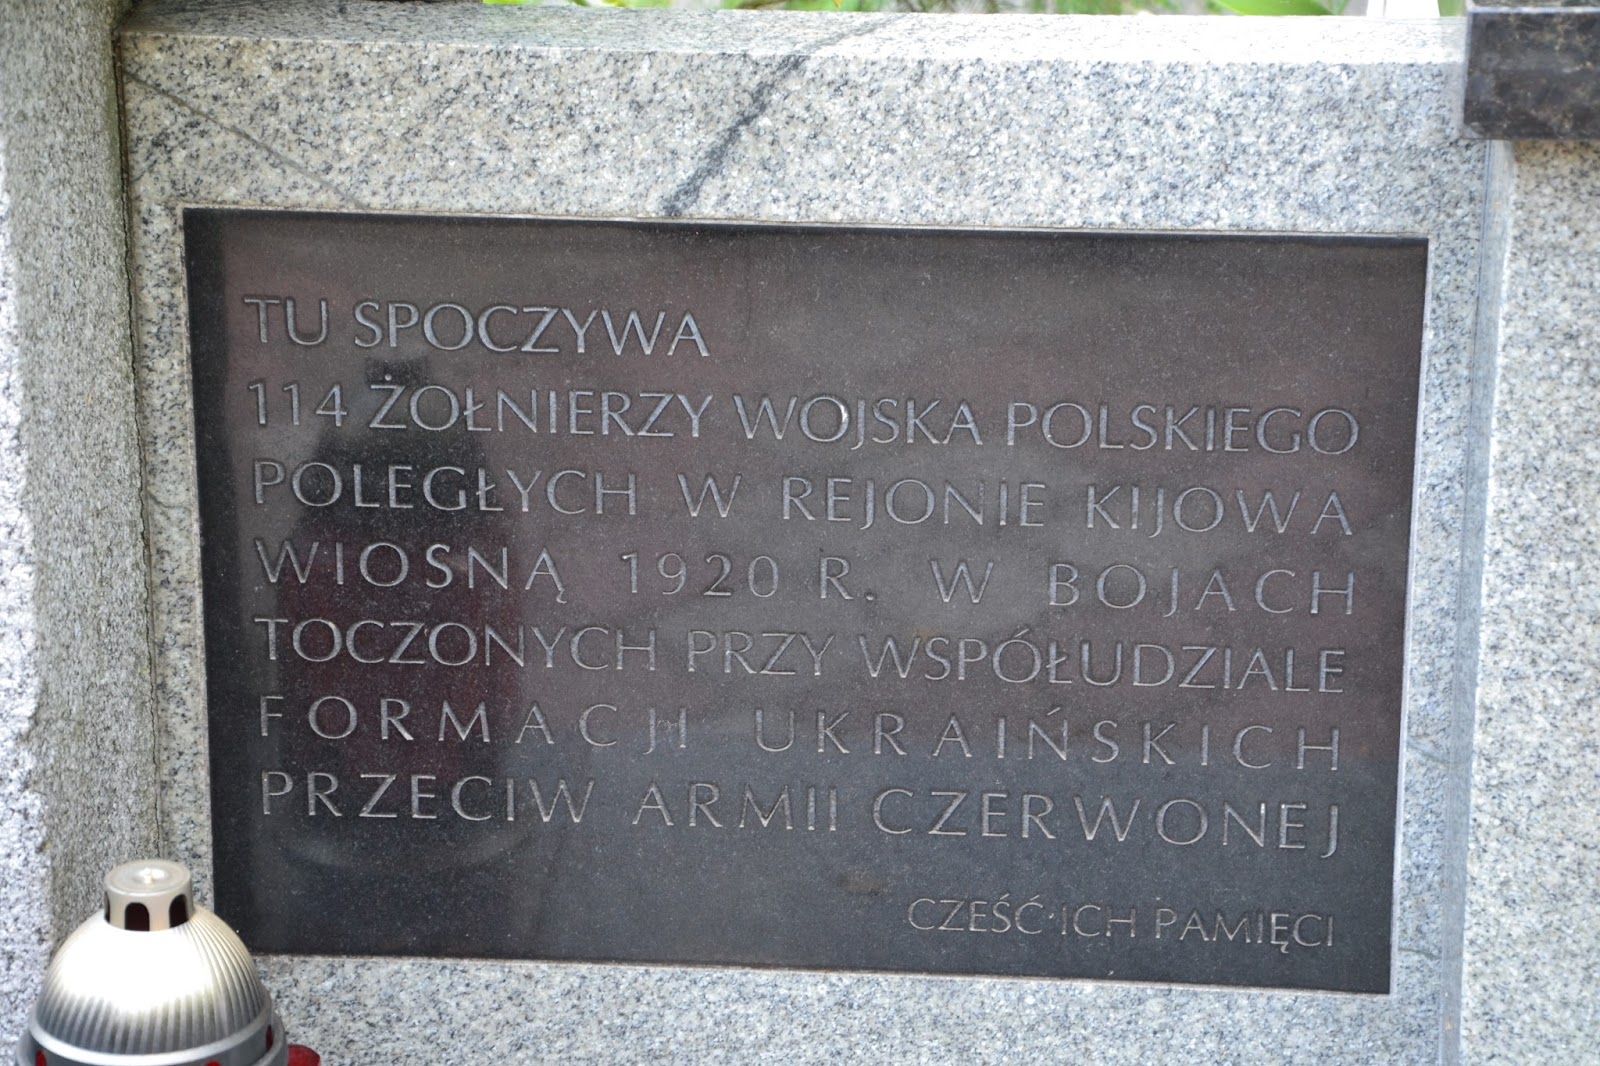 TU SPOCZYWA
114 ŻOŁNIERZY WOJSKA POLSKIEGO
POLEGŁYCH W REJONIE KIJOWA
WIOSNĄ 1920 R. W BOJACH
TOCZONYCH PRZY WSPÓŁUDZIALE
FORMACJI UKRAIŃSKICH
PRZECIW ARMII CZERWONEJ
CZEŚĆ ICH PAMIĘCI